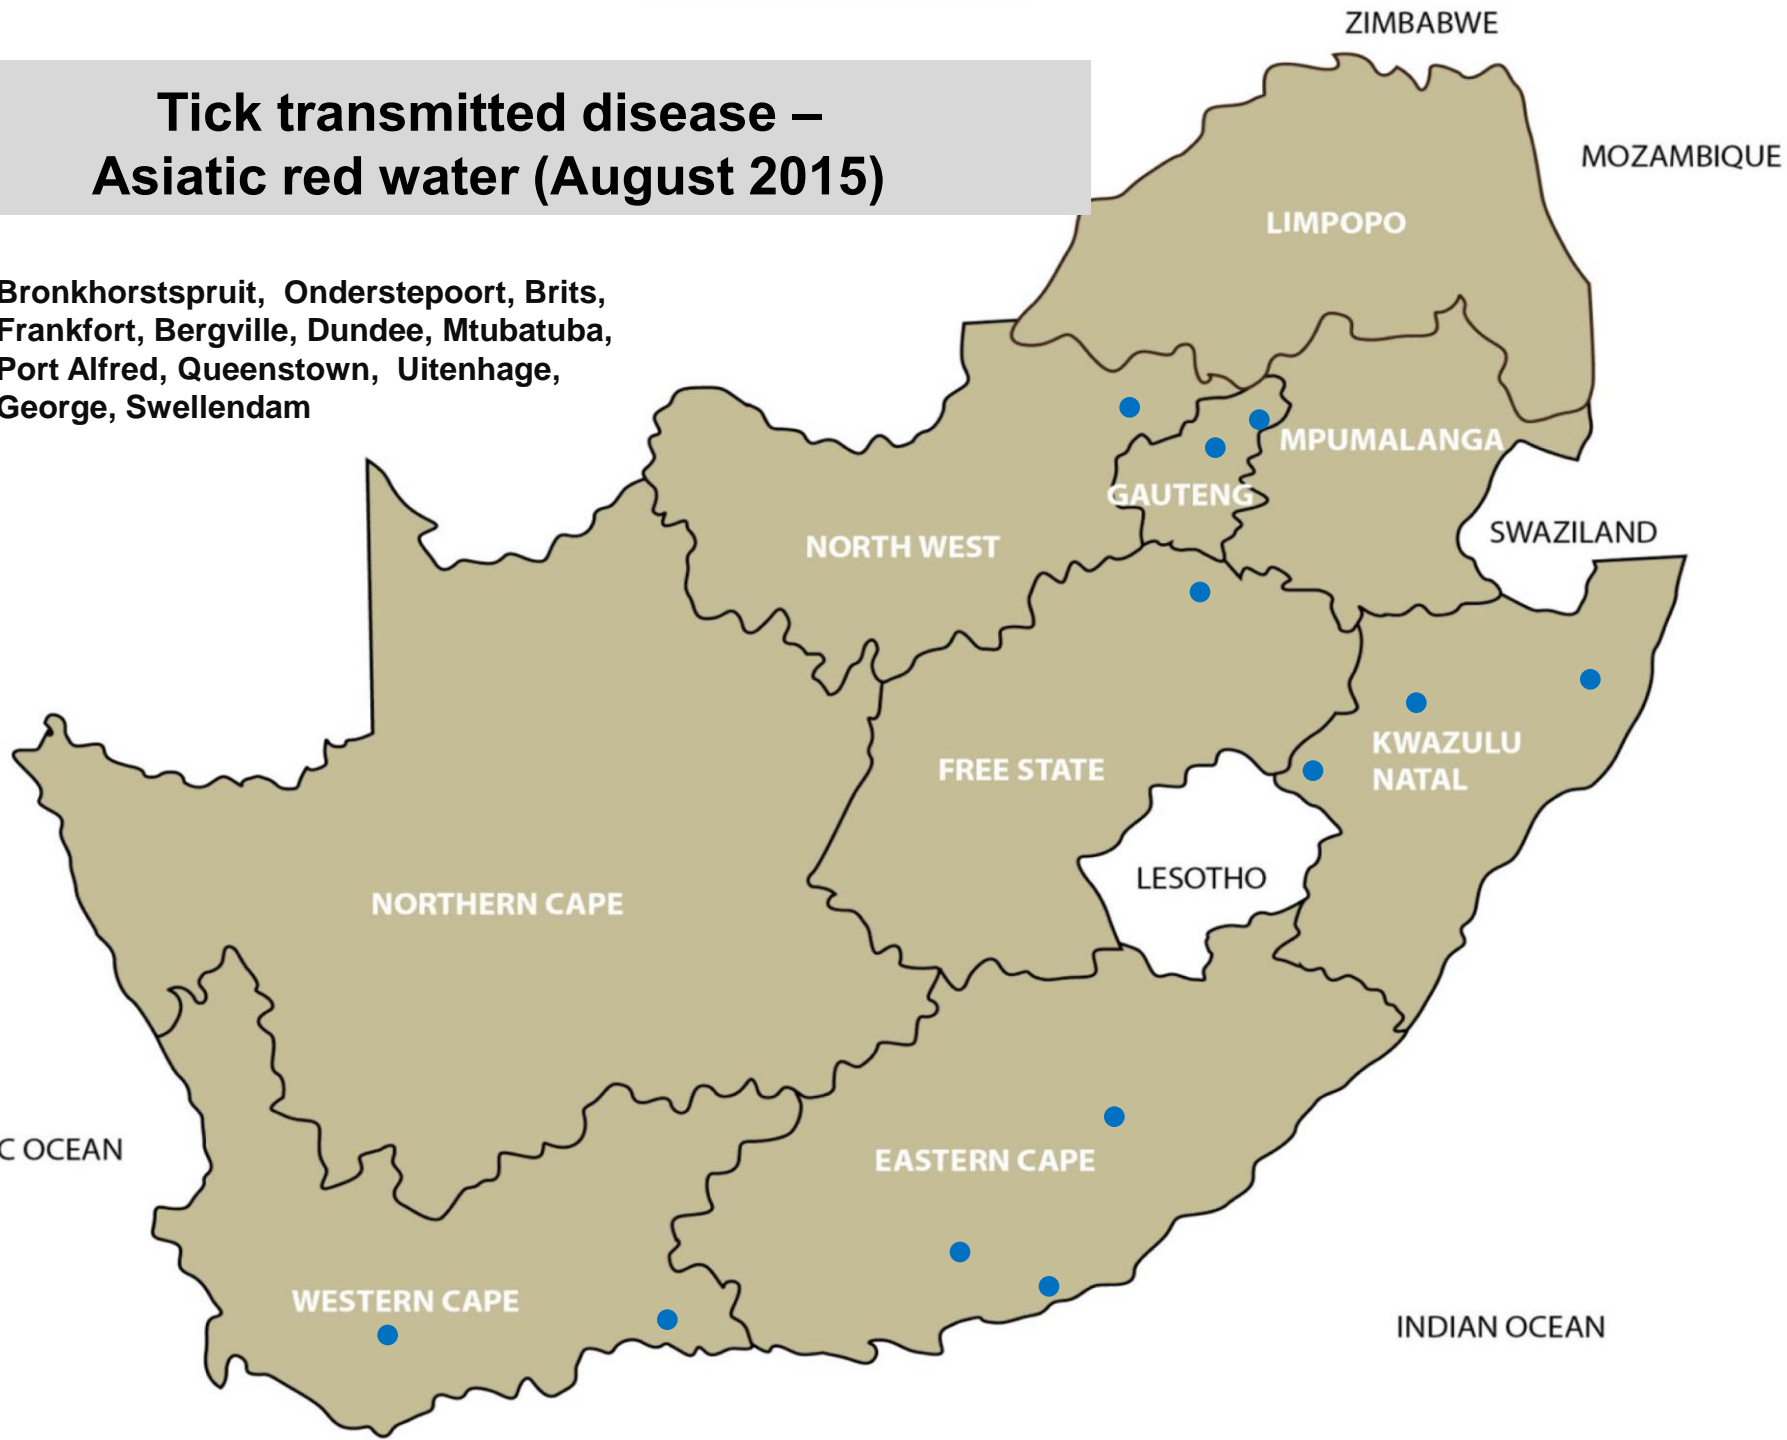 ZIMBABWE
Tick transmitted disease –
Asiatic red water (August 2015)
MOZAMBIQUE
LIMPOPO
Bronkhorstspruit, Onderstepoort, Brits,
Frankfort, Bergville, Dundee, Mtubatuba,
Port Alfred, Queenstown, Uitenhage,
George, Swellendam
MPUMALANGA
GAUTENG
SWAZILAND
NORTH WEST
KWAZULU
NATAL
FREE STATE
LESOTHO
NORTHERN CAPE
C OCEAN
EASTERN CAPE
WESTERN CAPE
INDIAN OCEAN